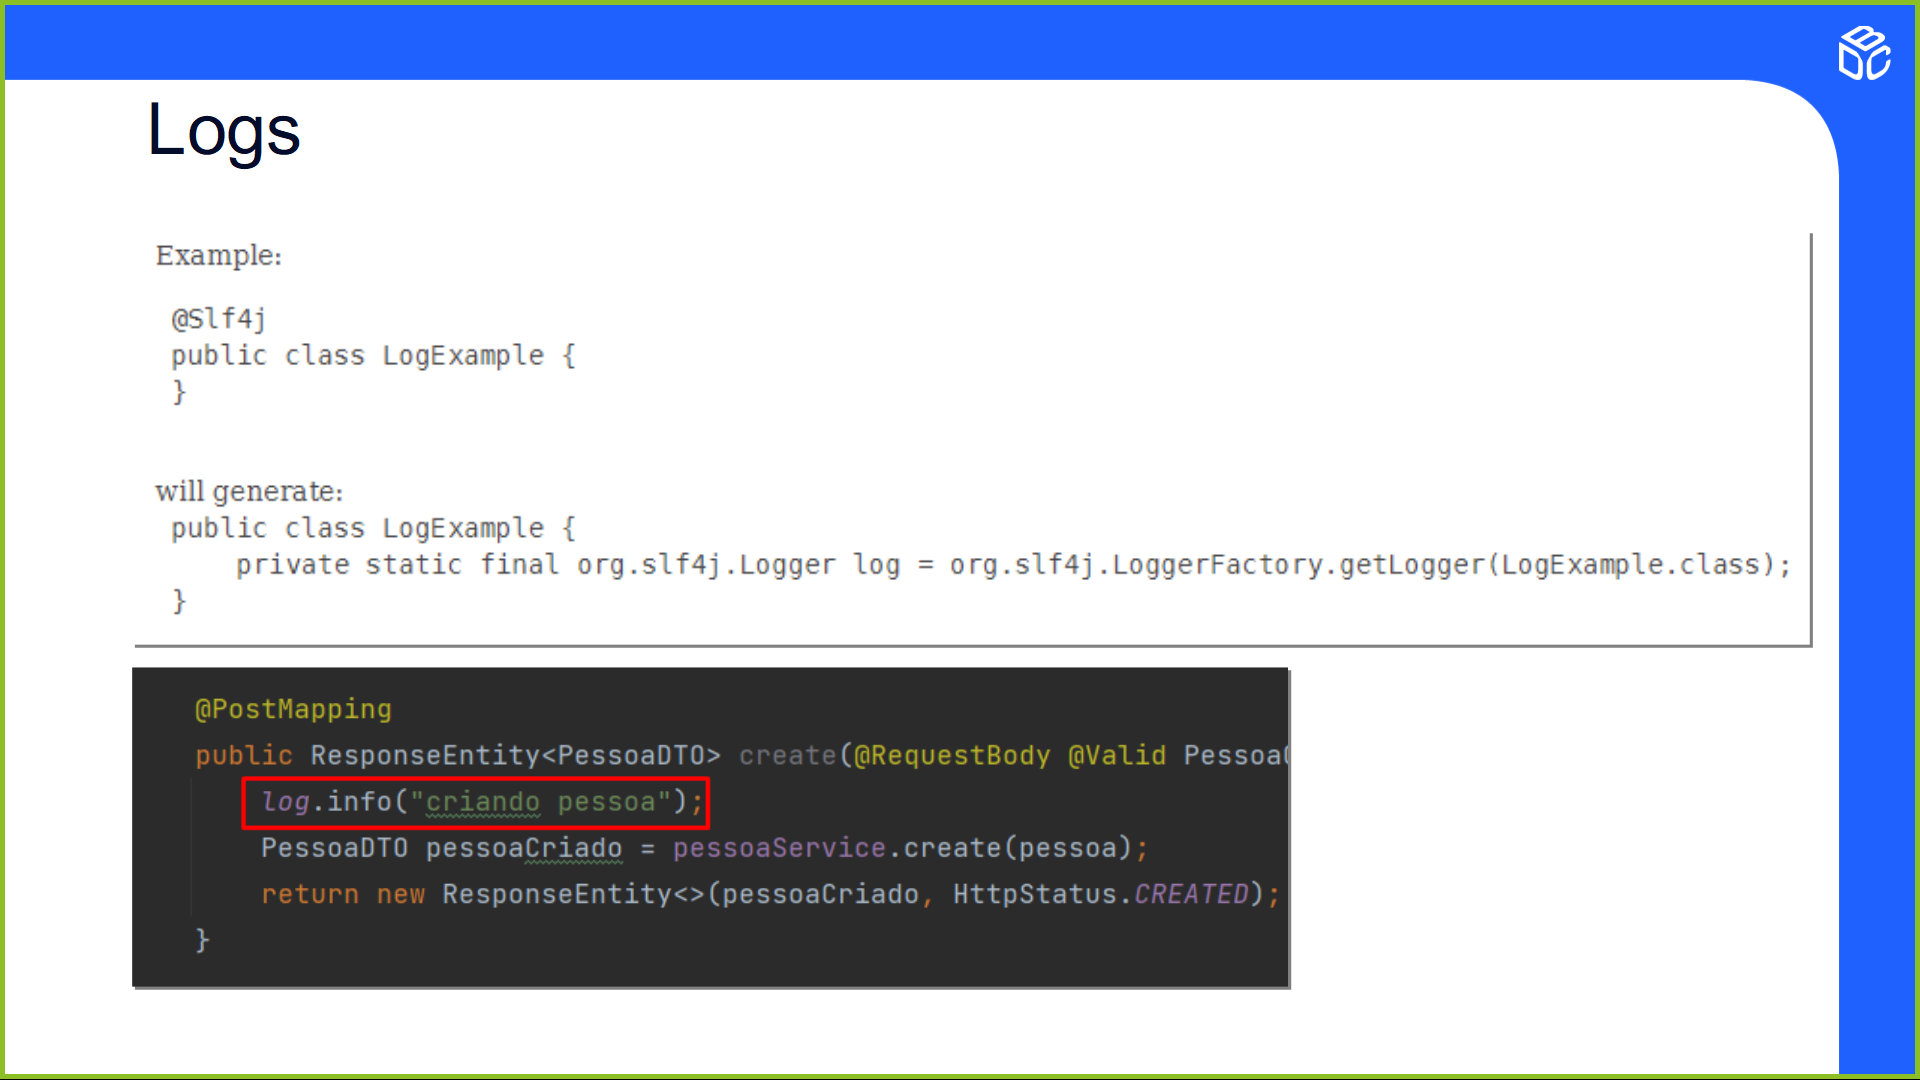 DBC
Logs
Example:
@Slf4j
public class LogExample {
}
will generate:
public class LogExample {
private static final org.slf4j.Logger log = org.slf4j.LoggerFactory.getLogger(LogExample.class);
}
@PostMapping
public ResponseEntity<PessoaDTO> create(@RequestBody @Valid Pessoa
log.info("criando pessoa");
PessoaDTO pessoaCriado = pessoaService.create(pessoa);
return new ResponseEntity<>(pessoaCriado, HttpStatus.CREATED);
}